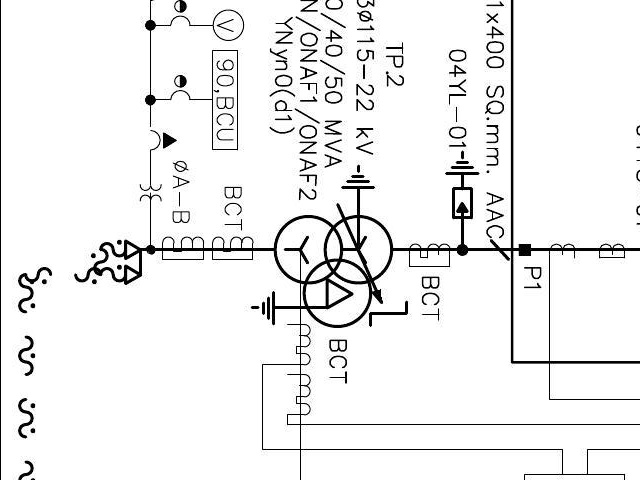 TP.2
3ø115-22 kV
0/40/50 MVA
N/ONAF1/ONAF2
YNyn0(d1)
1x400 SQ.mm. AAC
04YL-01
V
90,BCU
øA-B
BCT
BCT
BCT
P1